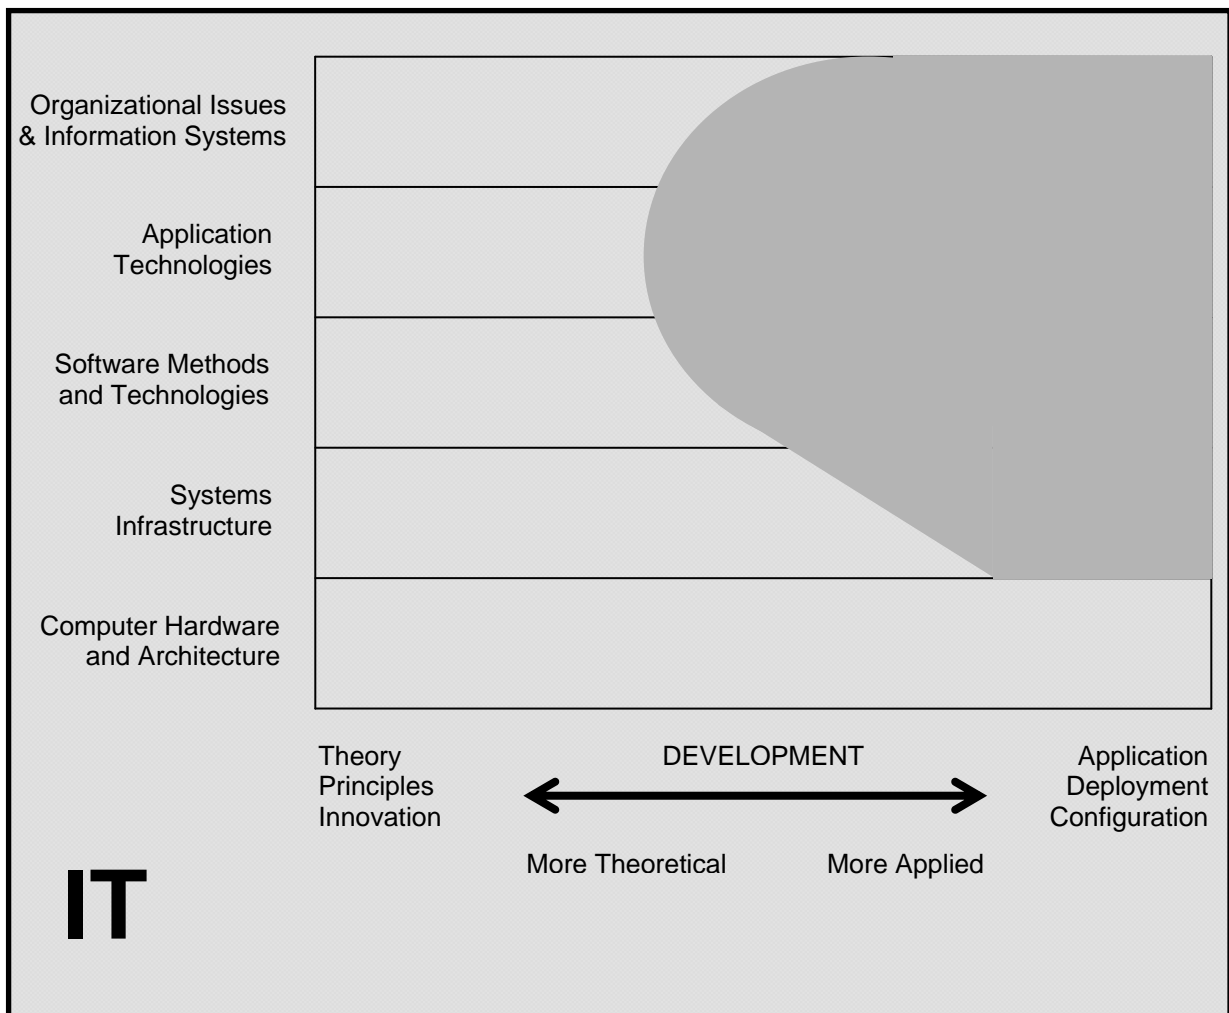 Organizational Issues
& Information Systems
Application
Technologies
Software Methods
and Technologies
Systems
Infrastructure
Computer Hardware
and Architecture
Theory
Principles
Innovation
DEVELOPMENT
Application
Deployment
Configuration
More Theoretical
More Applied
IT